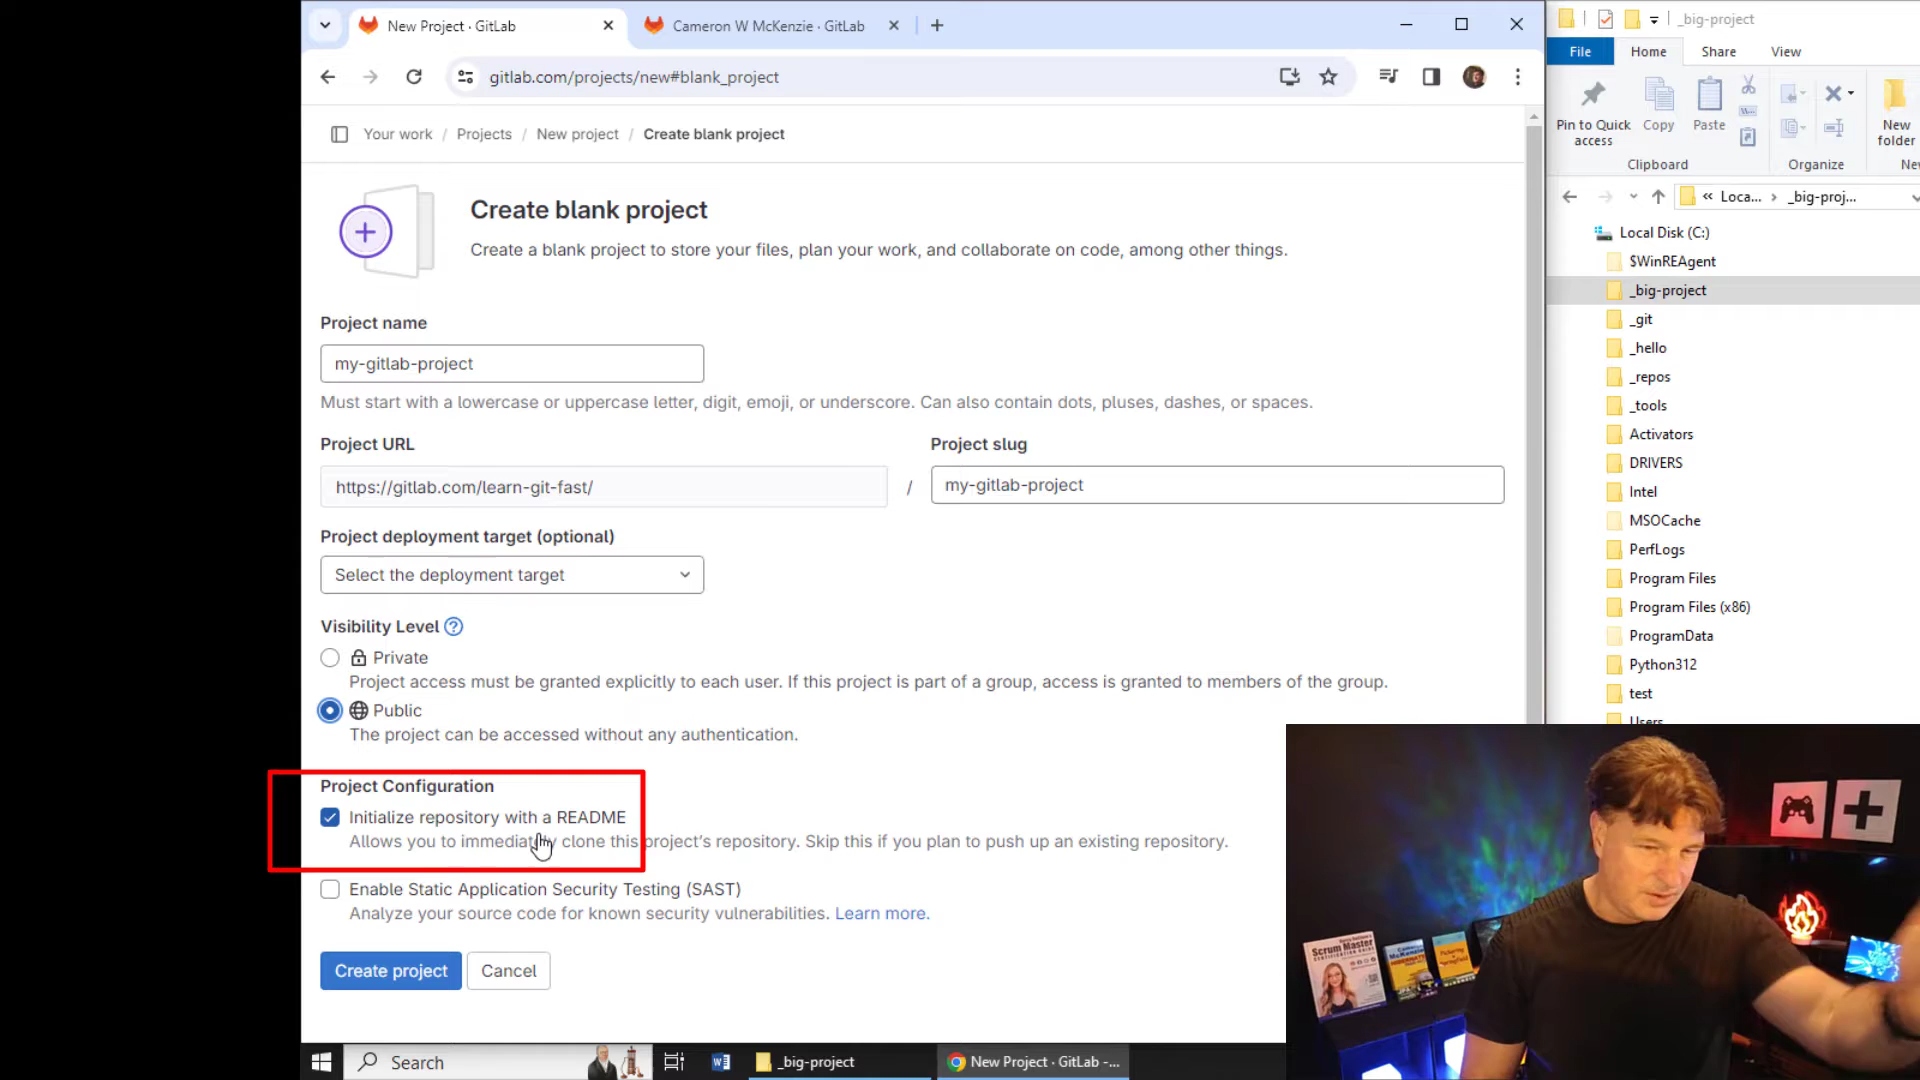 New Project · GitLab
Cameron W McKenzie · GitLab
gitlab.com/projects/new#blank_project
Your work / Projects / New project / Create blank project
Create blank project
Create a blank project to store your files, plan your work, and collaborate on code, among other things.
Project name
my-gitlab-project
Must start with a lowercase or uppercase letter, digit, emoji, or underscore. Can also contain dots, pluses, dashes, or spaces.
Project URL
Project slug
https://gitlab.com/learn-git-fast/
/
my-gitlab-project
Project deployment target (optional)
Select the deployment target
Visibility Level
Private
Project access must be granted explicitly to each user. If this project is part of a group, access is granted to members of the group.
Public
The project can be accessed without any authentication.
Project Configuration
Initialize repository with a README
Allows you to immediately clone this project's repository. Skip this if you plan to push up an existing repository.
Enable Static Application Security Testing (SAST)
Analyze your source code for known security vulnerabilities. Learn more.
Create project
Cancel
Search
_big-project
New Project · GitLab -...
_big-project
File
Home
Share
View
Pin to Quick access
Copy
Paste
New folder
Clipboard
Organize
« Loca... › _big-proj...
Local Disk (C:)
$WinREAgent
_big-project
_git
_hello
_repos
_tools
Activators
DRIVERS
Intel
MSOCache
PerfLogs
Program Files
Program Files (x86)
ProgramData
Python312
test
Users
Scrum Master